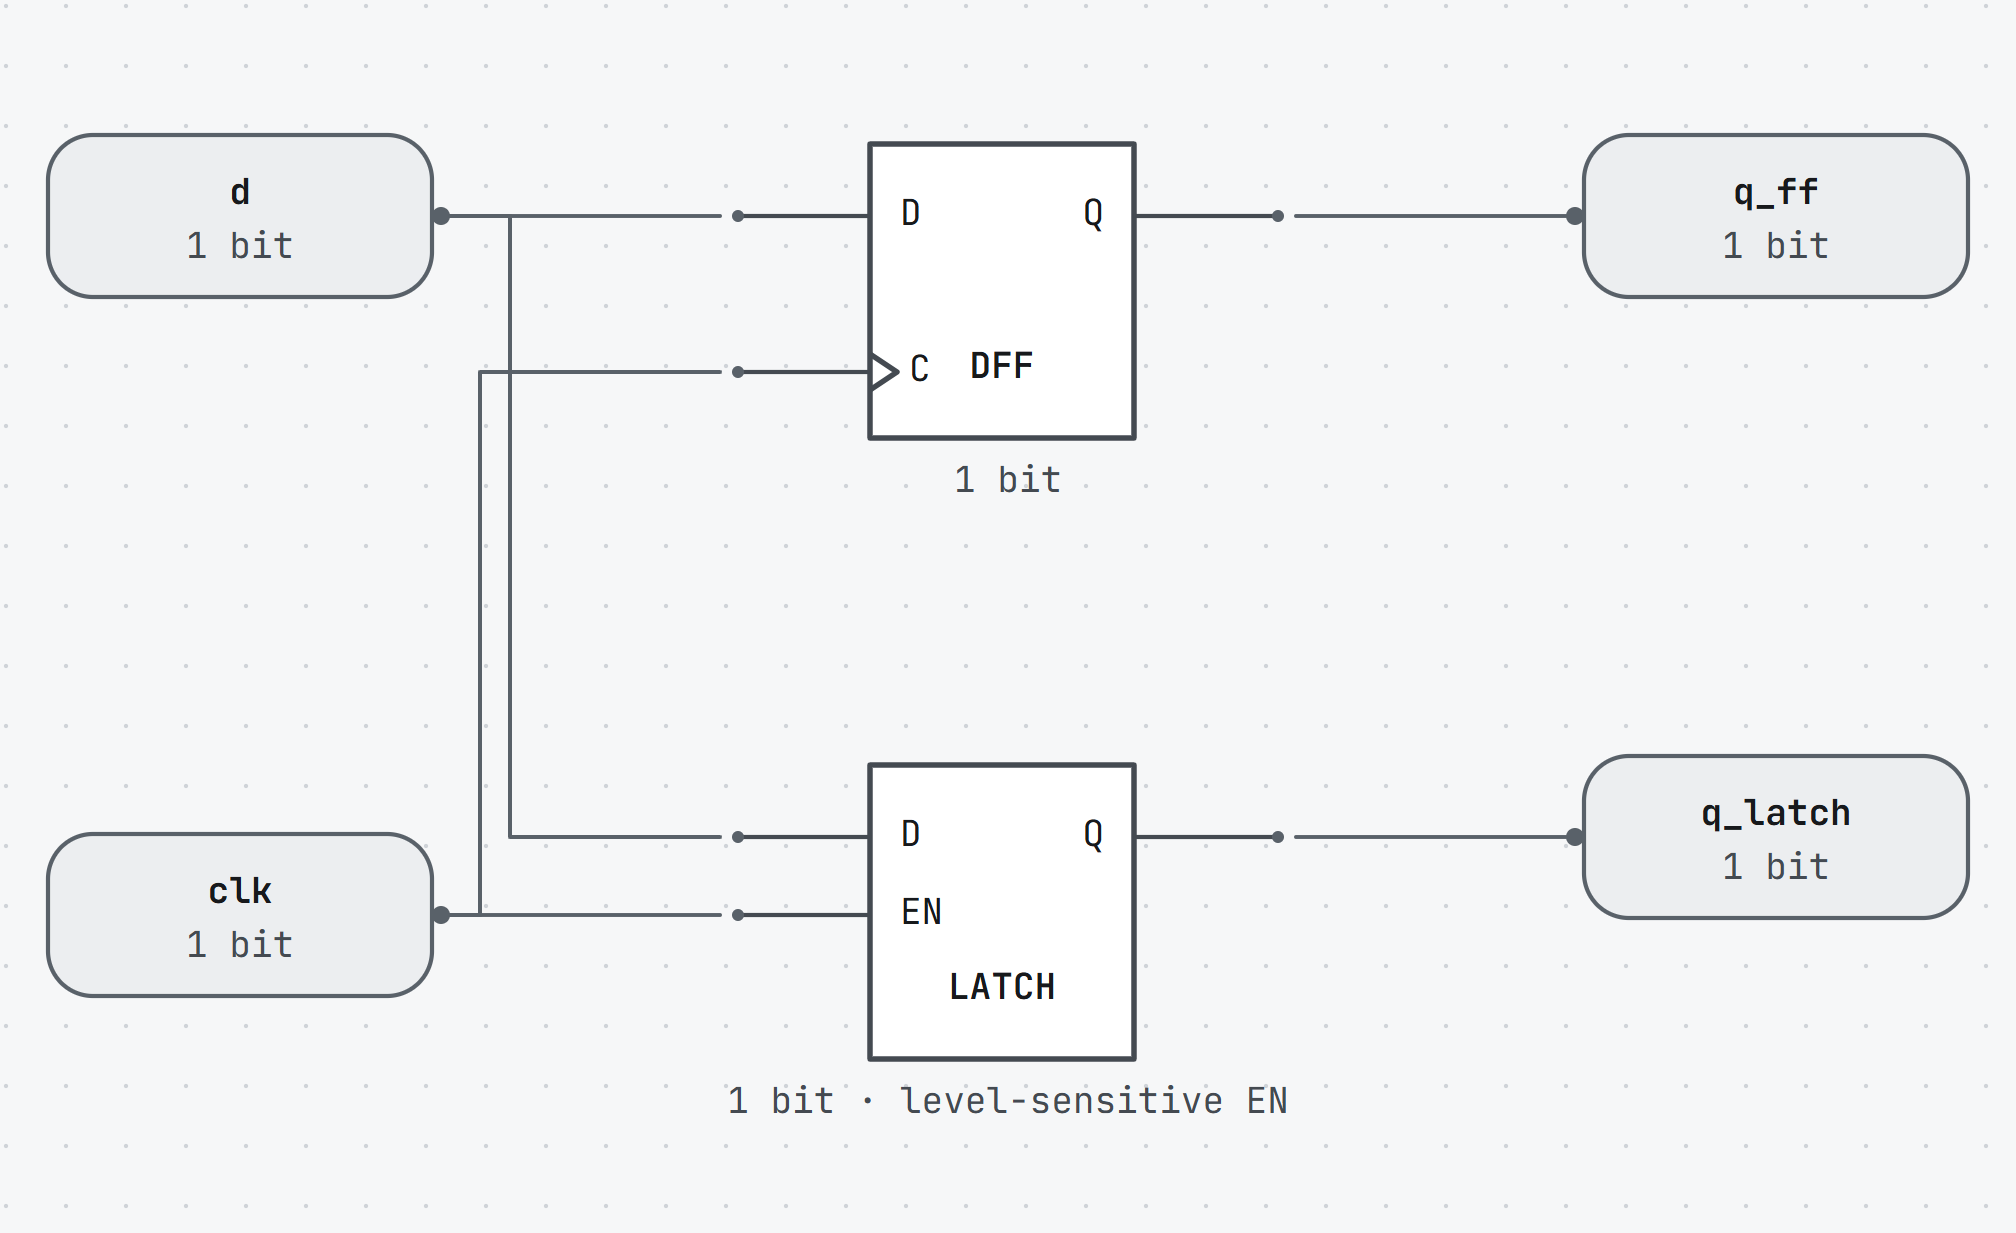 d
1 bit
D
Q
C
DFF
1 bit
q_ff
1 bit
clk
1 bit
D
Q
EN
LATCH
1 bit · level-sensitive EN
q_latch
1 bit